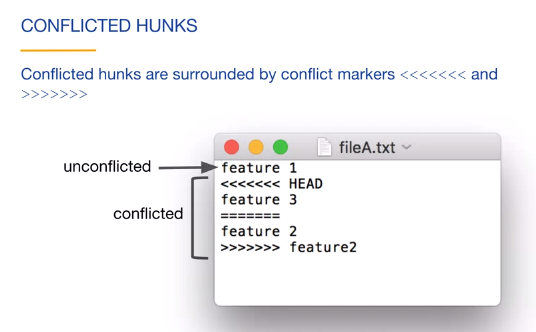 CONFLICTED HUNKS
Conflicted hunks are surrounded by conflict markers <<<<<<< and
>>>>>>>
fileA.txt
unconflicted
feature 1
<<<<<<< HEAD
feature 3
conflicted
=======
feature 2
>>>>>>> feature2